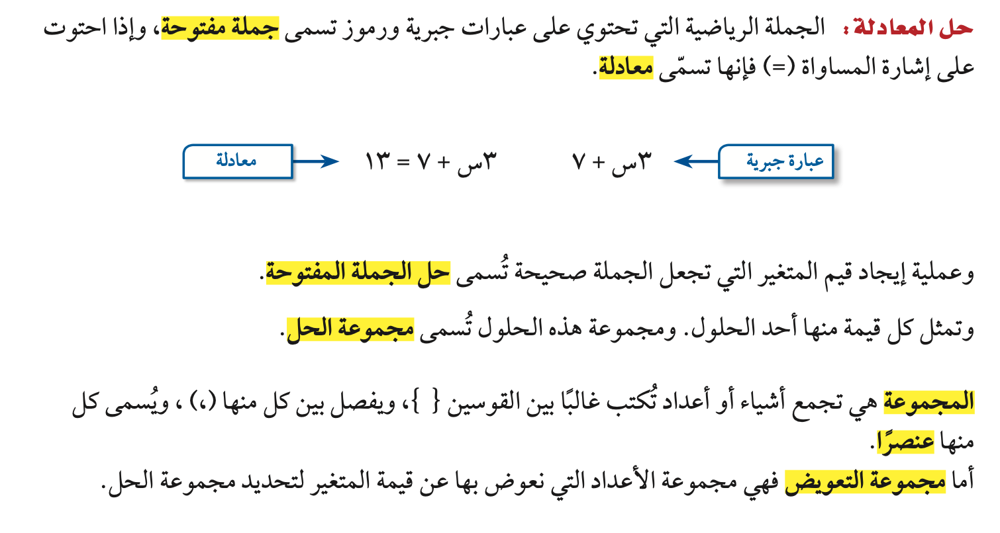 حل المعادلة : الجملة الرياضية التي تحتوي على عبارات جبرية ورموز تسمى جملة مفتوحة، وإذا احتوت
على إشارة المساواة (=) فإنها تسمّى معادلة.
عبارة جبرية ٣س + ٧ ٣س + ٧ = ١٣ معادلة
وعملية إيجاد قيم المتغير التي تجعل الجملة صحيحة تُسمى حل الجملة المفتوحة.
وتمثل كل قيمة منها أحد الحلول. ومجموعة هذه الحلول تُسمى مجموعة الحل.
المجموعة هي تجمع أشياء أو أعداد تُكتب غالبًا بين القوسين { }، ويفصل بين كل منها (،) ، ويُسمى كل
منها عنصرًا.
أما مجموعة التعويض فهي مجموعة الأعداد التي نعوض بها عن قيمة المتغير لتحديد مجموعة الحل.